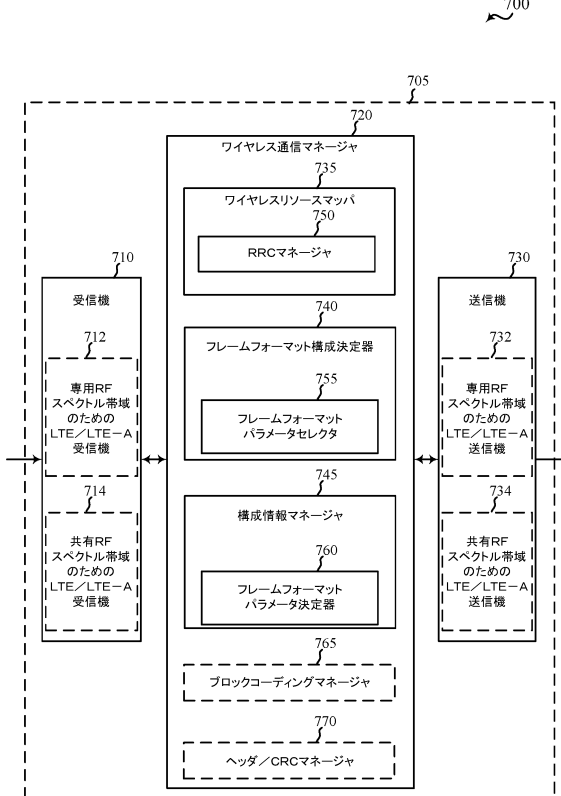 700
705
720
ワイヤレス通信マネージャ
735
ワイヤレスリソースマッパ
750
RRCマネージャ
710
受信機
712
専用RF
スペクトル帯域
のための
LTE/LTE-A
受信機
714
共有RF
スペクトル帯域
のための
LTE/LTE-A
受信機
740
フレームフォーマット構成決定器
755
フレームフォーマット
パラメータセレクタ
745
構成情報マネージャ
760
フレームフォーマット
パラメータ決定器
765
ブロックコーディングマネージャ
770
ヘッダ/CRCマネージャ
730
送信機
732
専用RF
スペクトル帯域
のための
LTE/LTE-A
送信機
734
共有RF
スペクトル帯域
のための
LTE/LTE-A
送信機